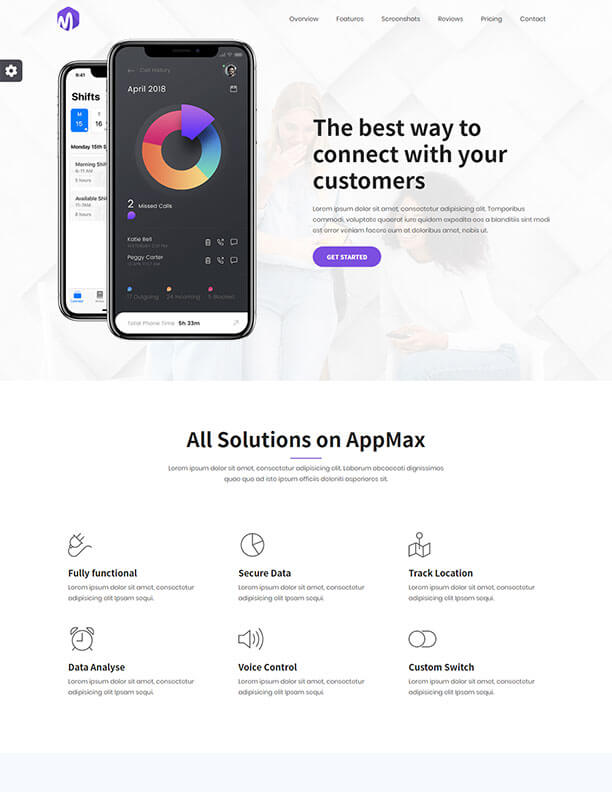 Overview
Features
Screenshots
Reviews
Pricing
Contact
9:41
Shifts
M
T
15
16
Monday 15th S
Morning Shif
6-11 AM
5 hours
Available Shi
11-7AM
8 hours
Call History
April 2018
2 Missed Calls
Katie Bell
Peggy Carter
17 Outgoing
24 Incoming
5 Blocked
Total Phone Time 5h 33m
The best way to
connect with your
customers
Lorem ipsum dolor sit amet, consectetur adipisicing elit. Temporibus
commodi, voluptate quaerat iure quidem expedita eos a blanditiis sint modi
est error veniam facere eum at doloribus amet, nobis ut.
GET STARTED
All Solutions on AppMax
Lorem ipsum dolor sit amet, consectetur adipisicing elit. Laborum obcaecati dignissimos
quae quo ad iste ipsum officiis deleniti asperiores sit.
Fully functional
Lorem ipsum dolor sit amet, consectetur
adipisicing elit Ipsam sequi.
Secure Data
Lorem ipsum dolor sit amet, consectetur
adipisicing elit Ipsam sequi.
Track Location
Lorem ipsum dolor sit amet, consectetur
adipisicing elit Ipsam sequi.
Data Analyse
Lorem ipsum dolor sit amet, consectetur
adipisicing elit Ipsam sequi.
Voice Control
Lorem ipsum dolor sit amet, consectetur
adipisicing elit Ipsam sequi.
Custom Switch
Lorem ipsum dolor sit amet, consectetur
adipisicing elit Ipsam sequi.